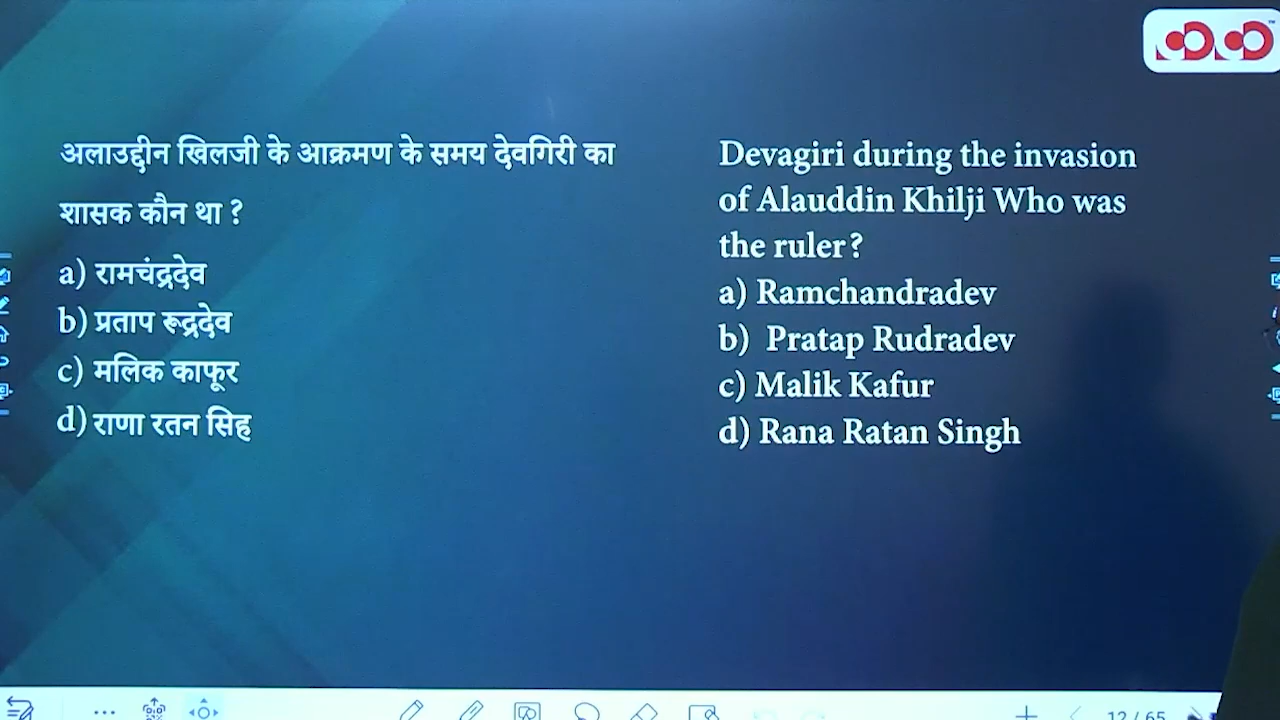 अलाउद्दीन खिलजी के आक्रमण के समय देवगिरी का
शासक कौन था ?
a) रामचंद्रदेव
b) प्रताप रूद्रदेव
c) मलिक काफूर
d) राणा रतन सिह
Devagiri during the invasion
of Alauddin Khilji Who was
the ruler?
a) Ramchandradev
b) Pratap Rudradev
c) Malik Kafur
d) Rana Ratan Singh
12 / 65